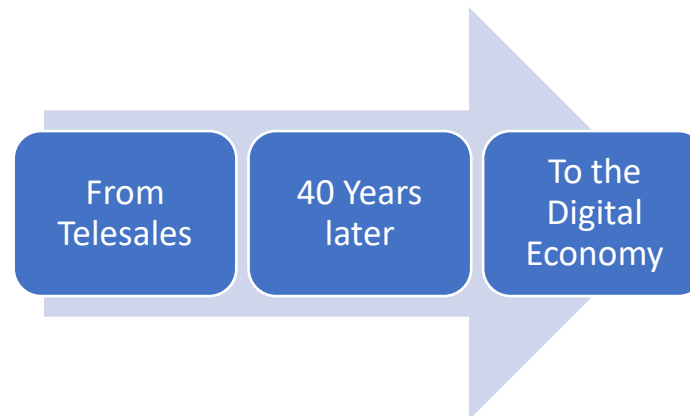 From
Telesales
40 Years
later
To the
Digital
Economy